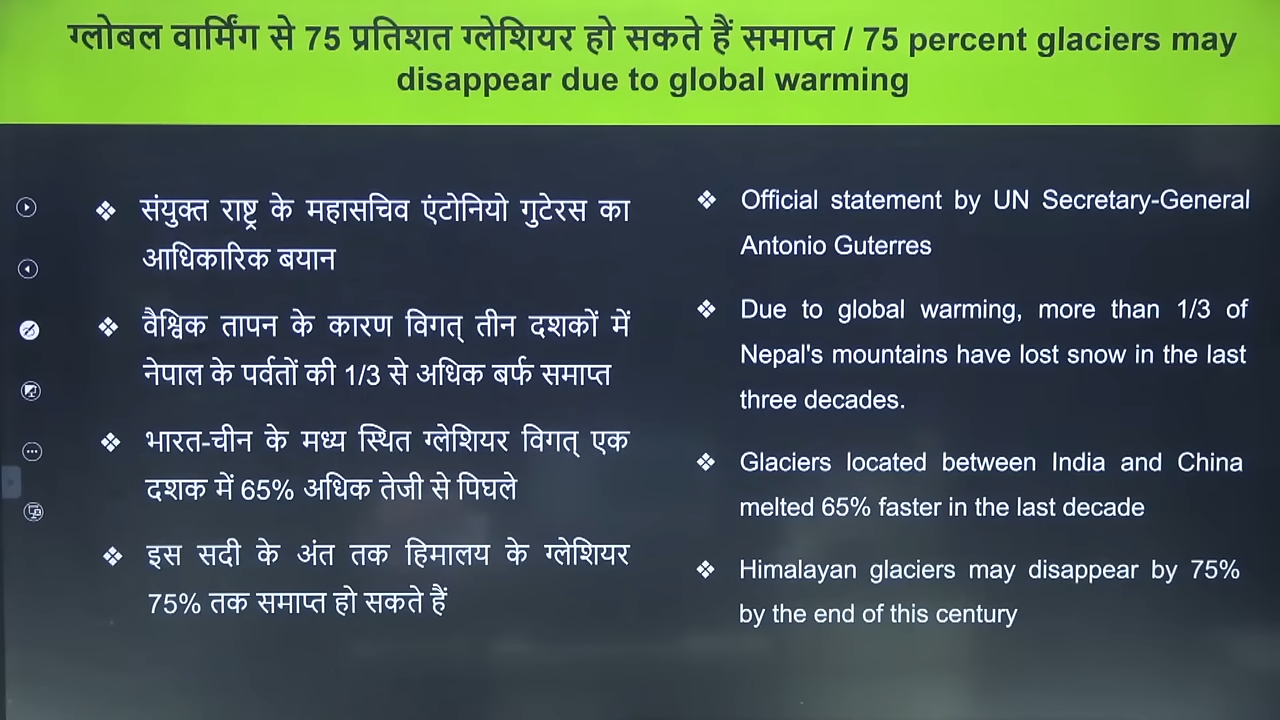 ग्लोबल वार्मिंग से 75 प्रतिशत ग्लेशियर हो सकते हैं समाप्त / 75 percent glaciers may
disappear due to global warming
❖ संयुक्त राष्ट्र के महासचिव एंटोनियो गुटेरस का
आधिकारिक बयान
❖ वैश्विक तापन के कारण विगत् तीन दशकों में
नेपाल के पर्वतों की 1/3 से अधिक बर्फ समाप्त
❖ भारत-चीन के मध्य स्थित ग्लेशियर विगत् एक
दशक में 65% अधिक तेजी से पिघले
❖ इस सदी के अंत तक हिमालय के ग्लेशियर
75% तक समाप्त हो सकते हैं
❖ Official statement by UN Secretary-General
Antonio Guterres
❖ Due to global warming, more than 1/3 of
Nepal's mountains have lost snow in the last
three decades.
❖ Glaciers located between India and China
melted 65% faster in the last decade
❖ Himalayan glaciers may disappear by 75%
by the end of this century